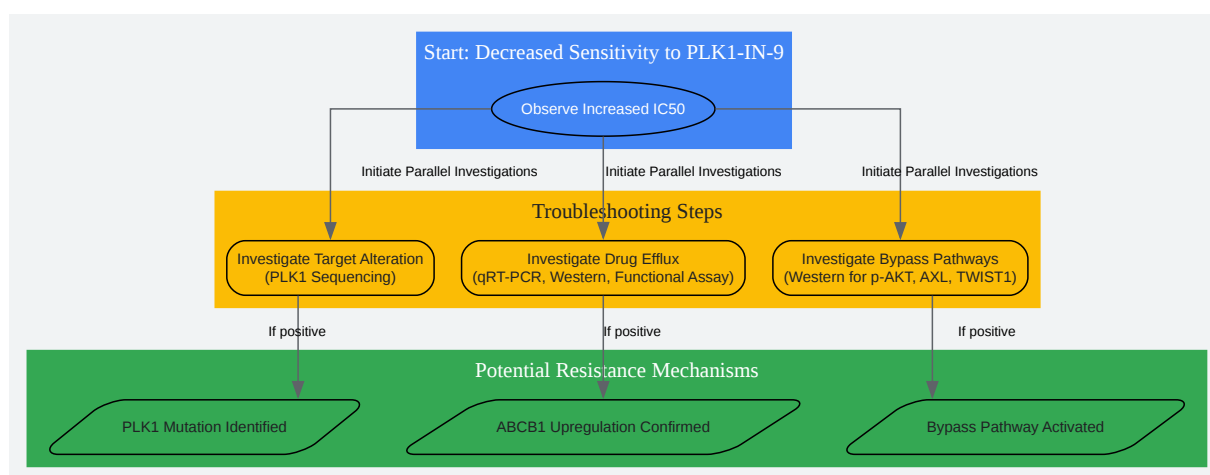 Start: Decreased Sensitivity to PLK1-IN-9
Observe Increased IC50
Initiate Parallel Investigations
Initiate Parallel Investigations
Initiate Parallel Investigations
Troubleshooting Steps
Investigate Target Alteration
(PLK1 Sequencing)
Investigate Drug Efflux
(qRT-PCR, Western, Functional Assay)
Investigate Bypass Pathways
(Western for p-AKT, AXL, TWIST1)
If positive
If positive
If positive
Potential Resistance Mechanisms
PLK1 Mutation Identified
ABCB1 Upregulation Confirmed
Bypass Pathway Activated